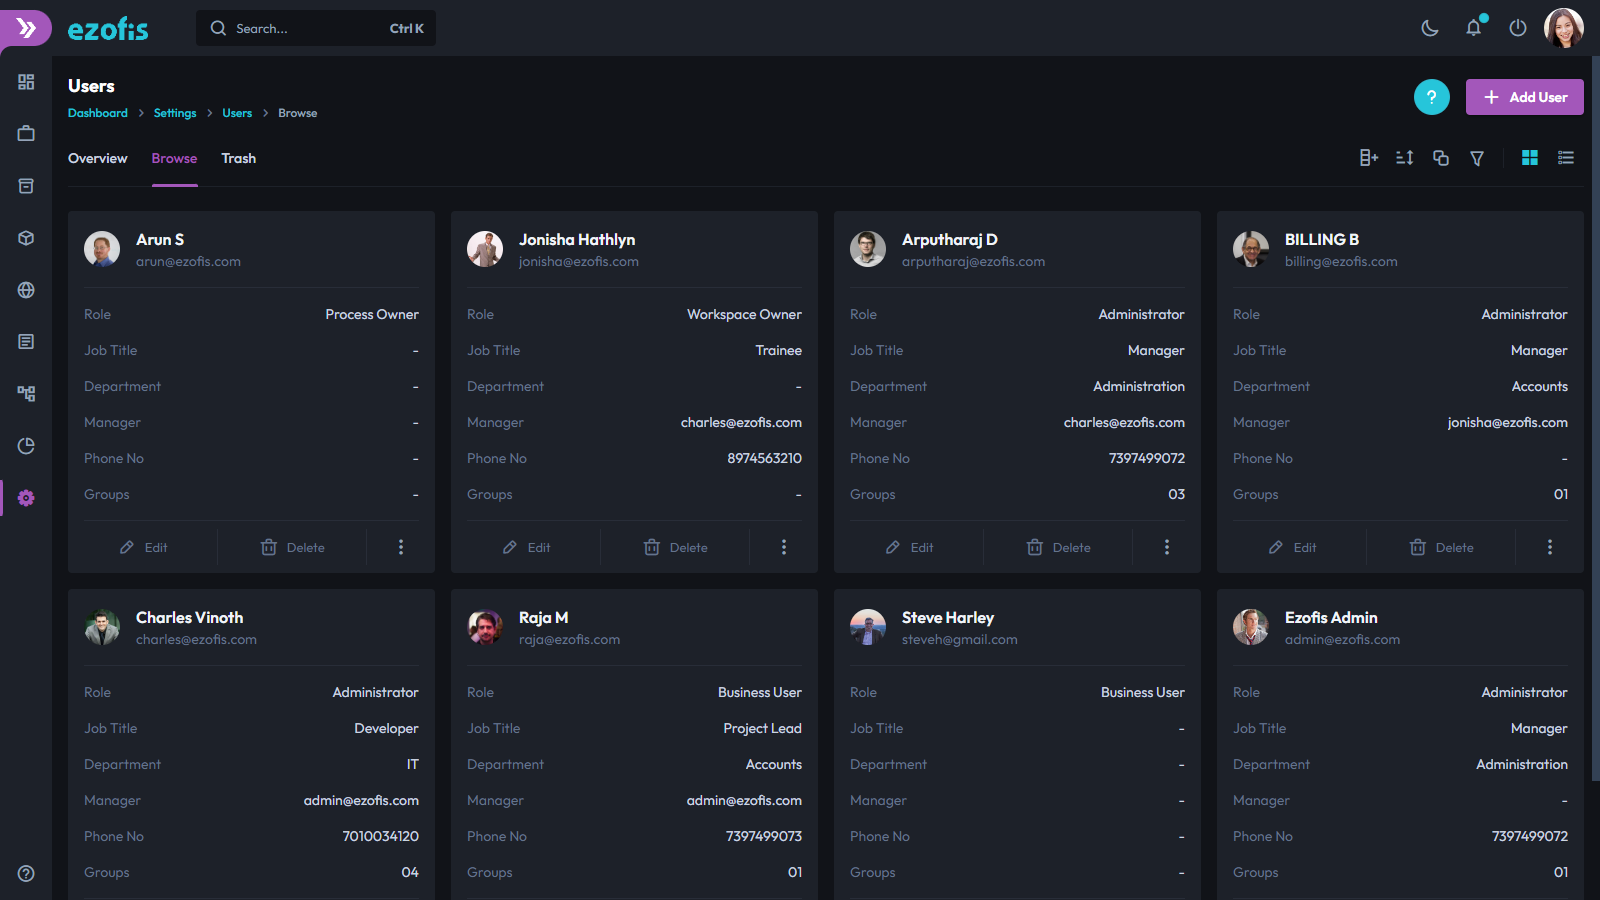 ezofis
Search...
Ctrl K
Users
Dashboard > Settings > Users > Browse
?
+ Add User
Overview
Browse
Trash
Arun S
arun@ezofis.com
Role
Process Owner
Job Title
-
Department
-
Manager
-
Phone No
-
Groups
-
Edit
Delete
Jonisha Hathlyn
jonisha@ezofis.com
Role
Workspace Owner
Job Title
Trainee
Department
-
Manager
charles@ezofis.com
Phone No
8974563210
Groups
-
Edit
Delete
Arputharaj D
arputharaj@ezofis.com
Role
Administrator
Job Title
Manager
Department
Administration
Manager
charles@ezofis.com
Phone No
7397499072
Groups
03
Edit
Delete
BILLING B
billing@ezofis.com
Role
Administrator
Job Title
Manager
Department
Accounts
Manager
jonisha@ezofis.com
Phone No
-
Groups
01
Edit
Delete
Charles Vinoth
charles@ezofis.com
Role
Administrator
Job Title
Developer
Department
IT
Manager
admin@ezofis.com
Phone No
7010034120
Groups
04
Raja M
raja@ezofis.com
Role
Business User
Job Title
Project Lead
Department
Accounts
Manager
admin@ezofis.com
Phone No
7397499073
Groups
01
Steve Harley
steveh@gmail.com
Role
Business User
Job Title
-
Department
-
Manager
-
Phone No
-
Groups
-
Ezofis Admin
admin@ezofis.com
Role
Administrator
Job Title
Manager
Department
Administration
Manager
-
Phone No
7397499072
Groups
01